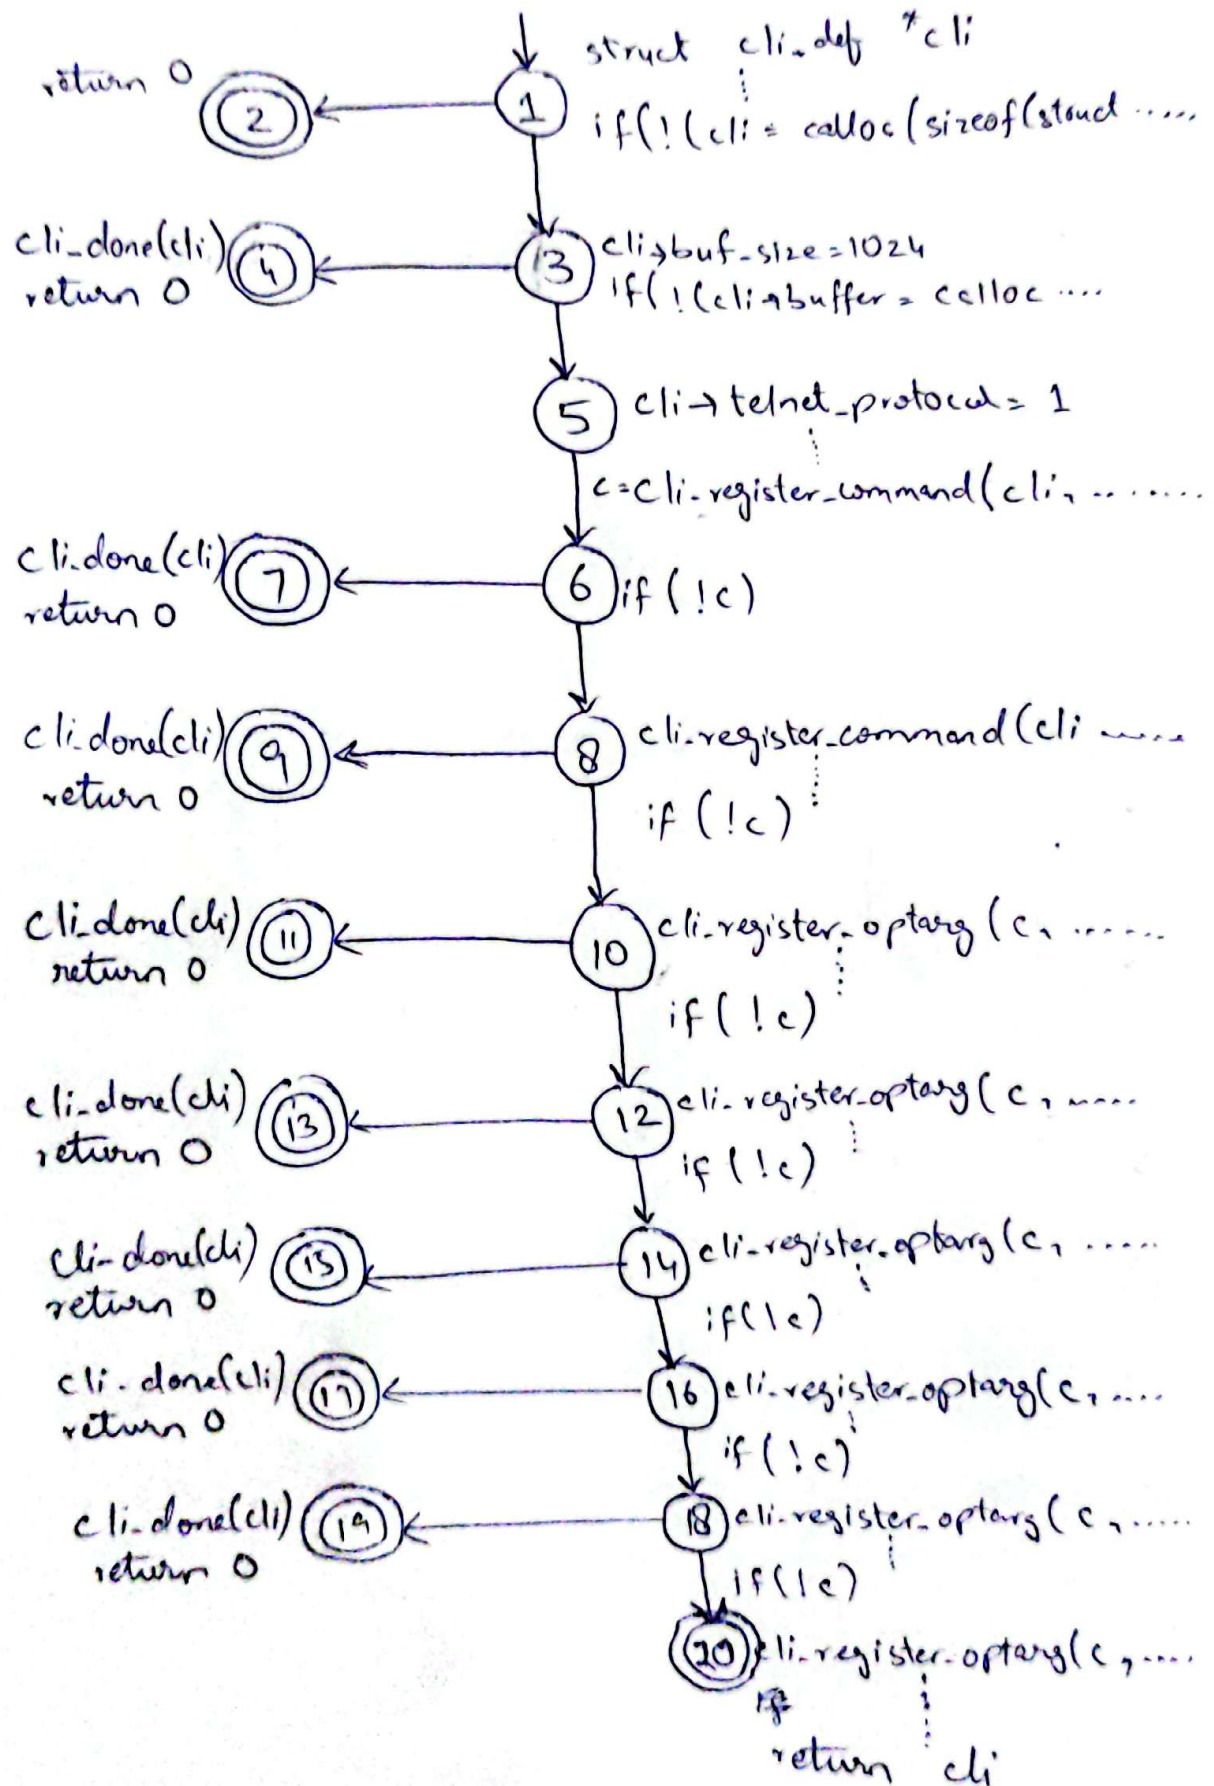 struct cli_def *cli
return 0
2
1
if(!(cli = calloc(sizeof(struct .....
cli_done(cli)
return 0
4
3
cli→buf_size=1024
if(!(cli→buffer = calloc ....
5
cli→ telnet_protocol= 1
c=cli_register_command(cli, ........
cli_done(cli)
return 0
7
6
if(!c)
cli_done(cli)
return 0
9
8
cli_register_command(cli ......
if (!c)
cli_done(cli)
return 0
11
10
cli_register_optarg (c, ......
if( !c)
cli_done(cli)
return 0
13
12
cli_register_optarg( c, .....
if (!c)
cli_done(cli)
return 0
15
14
cli_register_optarg(c, .....
if(!c)
cli_done(cli)
return 0
17
16
cli_register_optarg(c, ....
if(!c)
cli_done(cli)
return 0
19
18
cli_register_optarg( c, .....
if(!c)
20
cli_register_optarg(c, ....
return cli